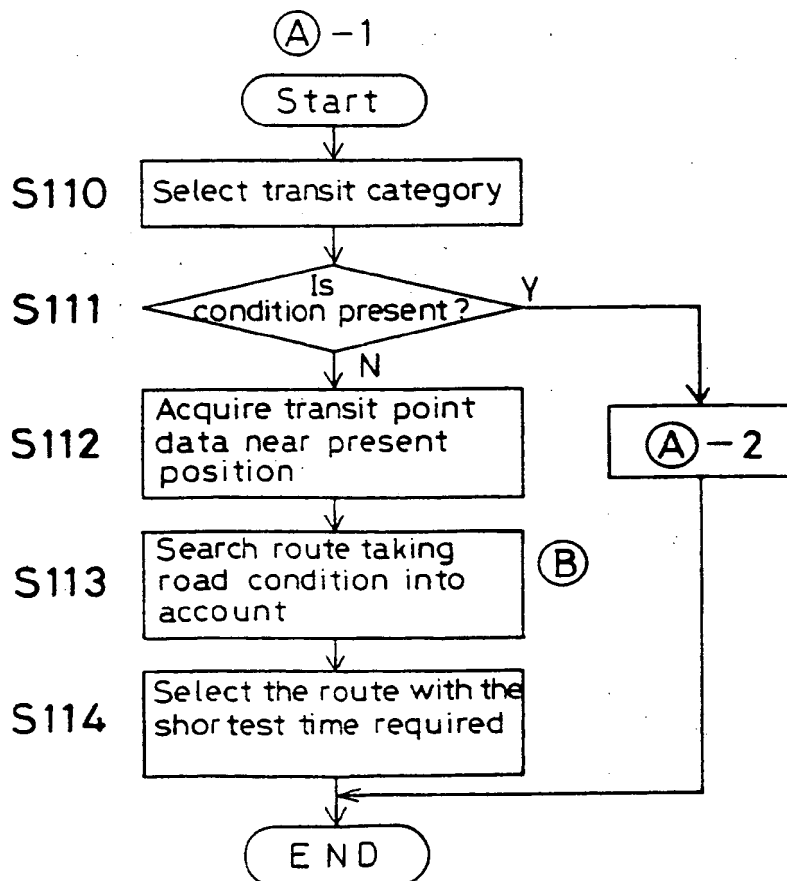 Ⓐ-1
Start
S110
Select transit category
S111
Is
condition present?
Y
N
S112
Acquire transit point
data near present
position
Ⓐ-2
S113
Search route taking
road condition into
account
Ⓑ
S114
Select the route with the
shortest time required
END